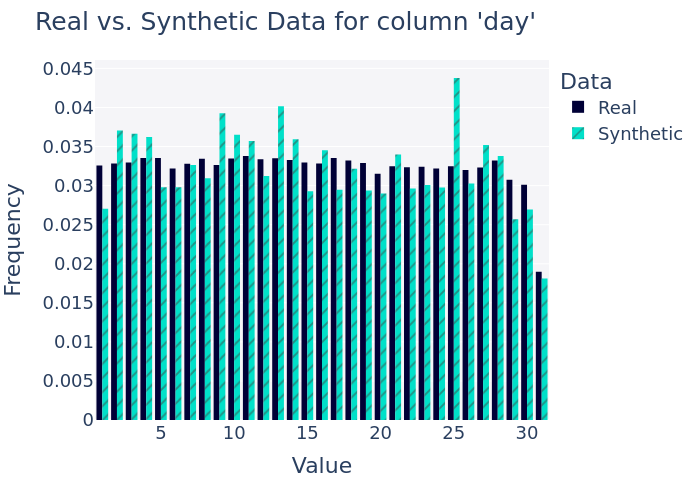 Real vs. Synthetic Data for column 'day'
Data
Real
Synthetic
Frequency
0.045
0.04
0.035
0.03
0.025
0.02
0.015
0.01
0.005
0
5 10 15 20 25 30
Value